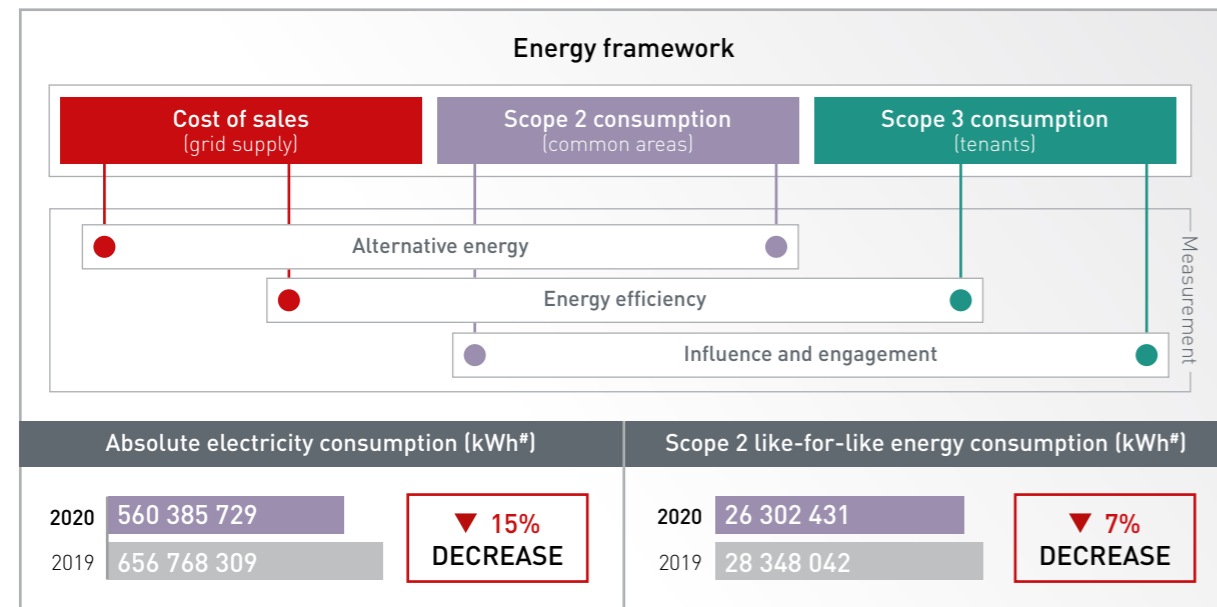 Energy framework
Cost of sales
(grid supply)
Scope 2 consumption
(common areas)
Scope 3 consumption
(tenants)
Alternative energy
Energy efficiency
Influence and engagement
Measurement
Absolute electricity consumption (kWh#)
2020 560 385 729
2019 656 768 309
▼ 15%
DECREASE
Scope 2 like-for-like energy consumption (kWh#)
2020 26 302 431
2019 28 348 042
▼ 7%
DECREASE